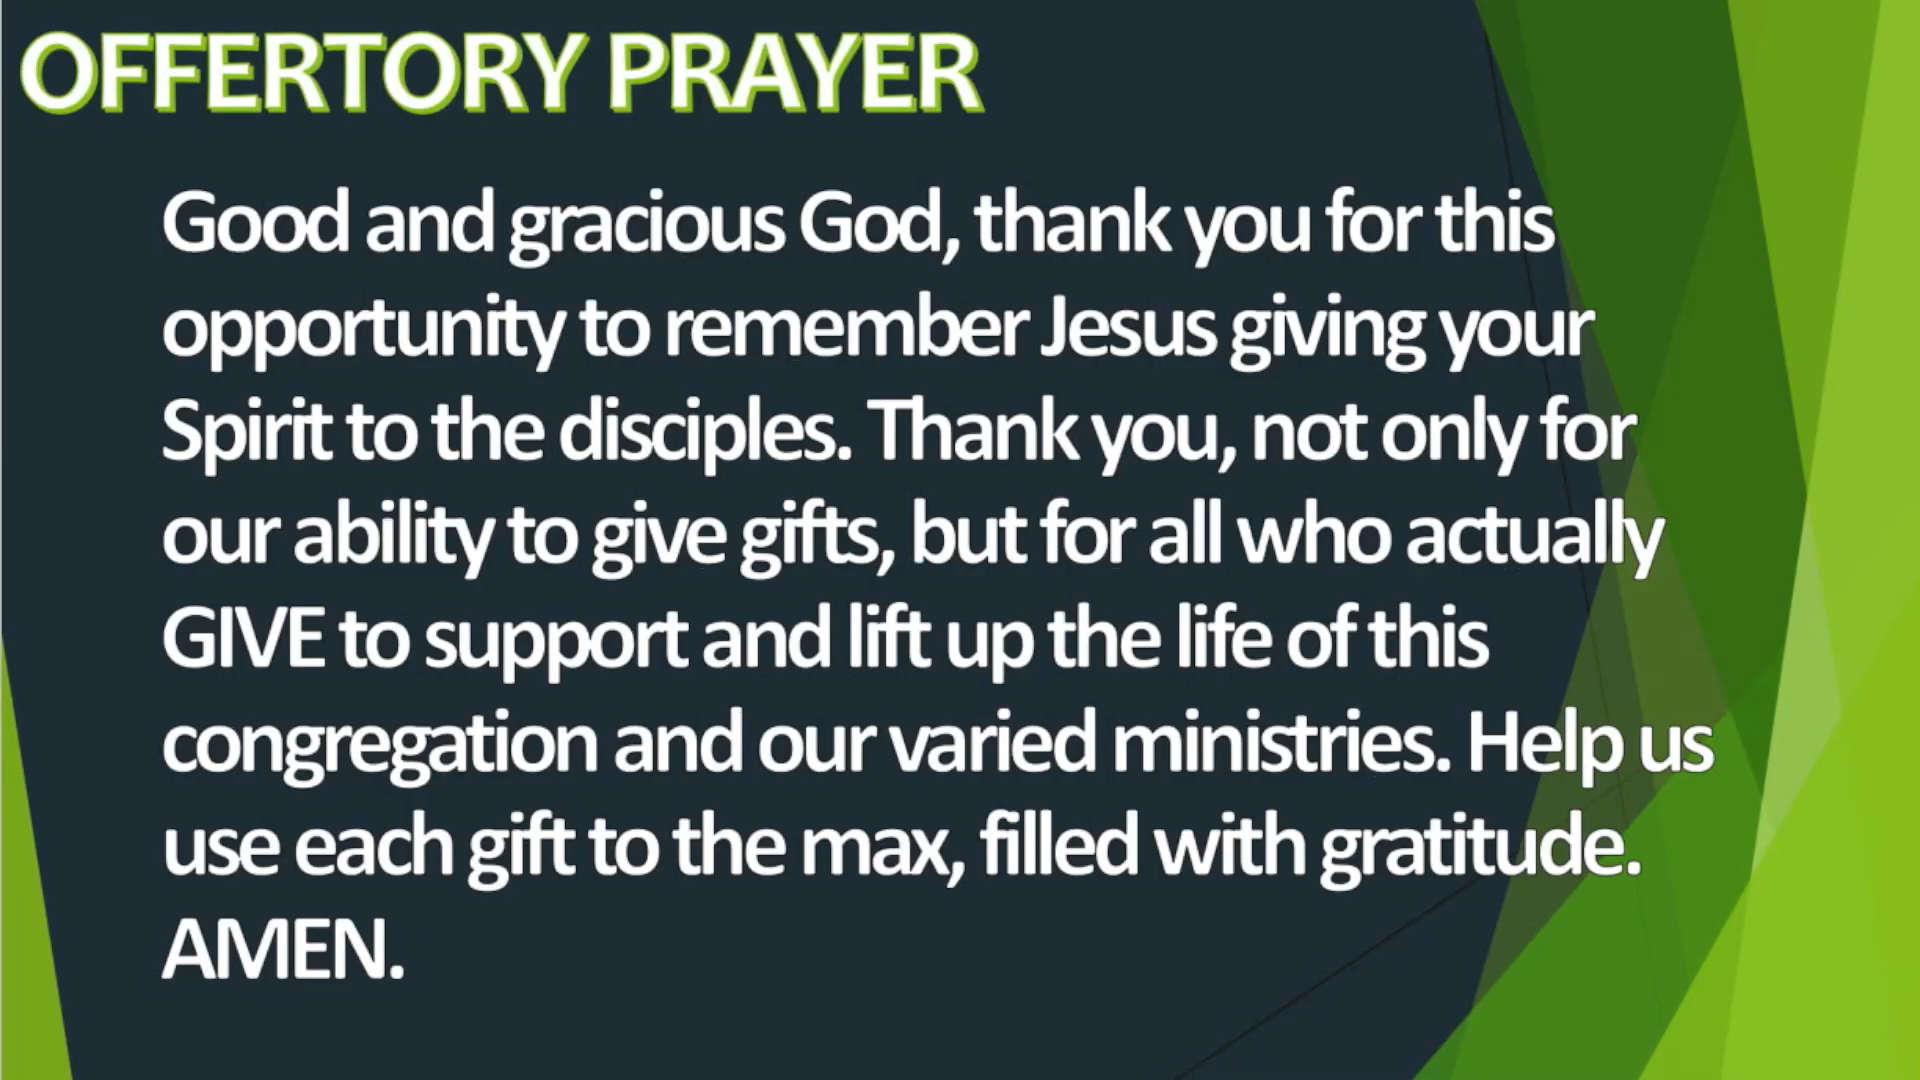 OFFERTORY PRAYER
Good and gracious God, thank you for this
opportunity to remember Jesus giving your
Spirit to the disciples. Thank you, not only for
our ability to give gifts, but for all who actually
GIVE to support and lift up the life of this
congregation and our varied ministries. Help us
use each gift to the max, filled with gratitude.
AMEN.